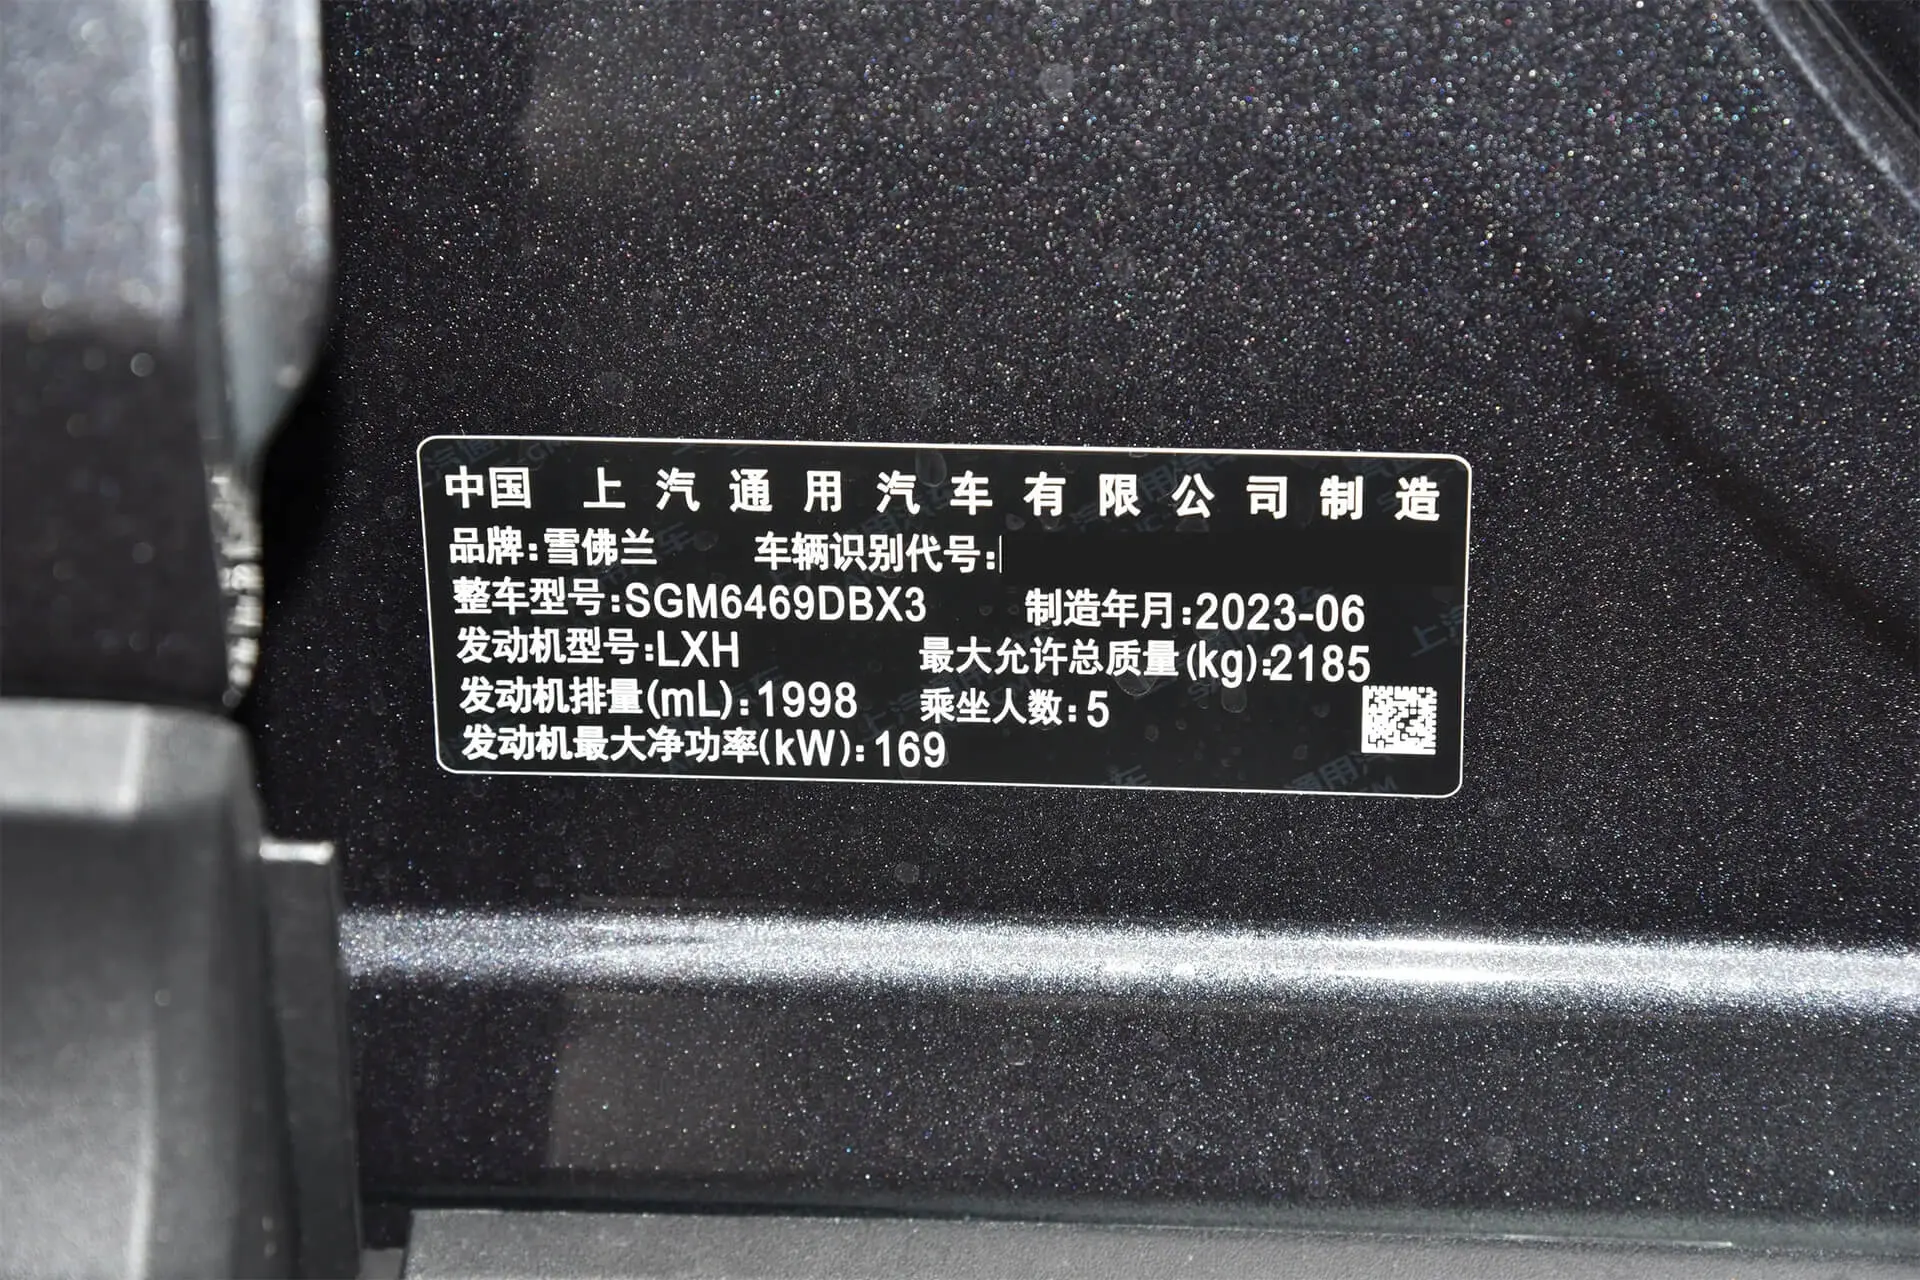 中国 上汽通用汽车有限公司制造
品牌:雪佛兰 车辆识别代号:
整车型号:SGM6469DBX3 制造年月:2023-06
发动机型号:LXH 最大允许总质量(kg):2185
发动机排量(mL):1998 乘坐人数:5
发动机最大净功率(kW):169